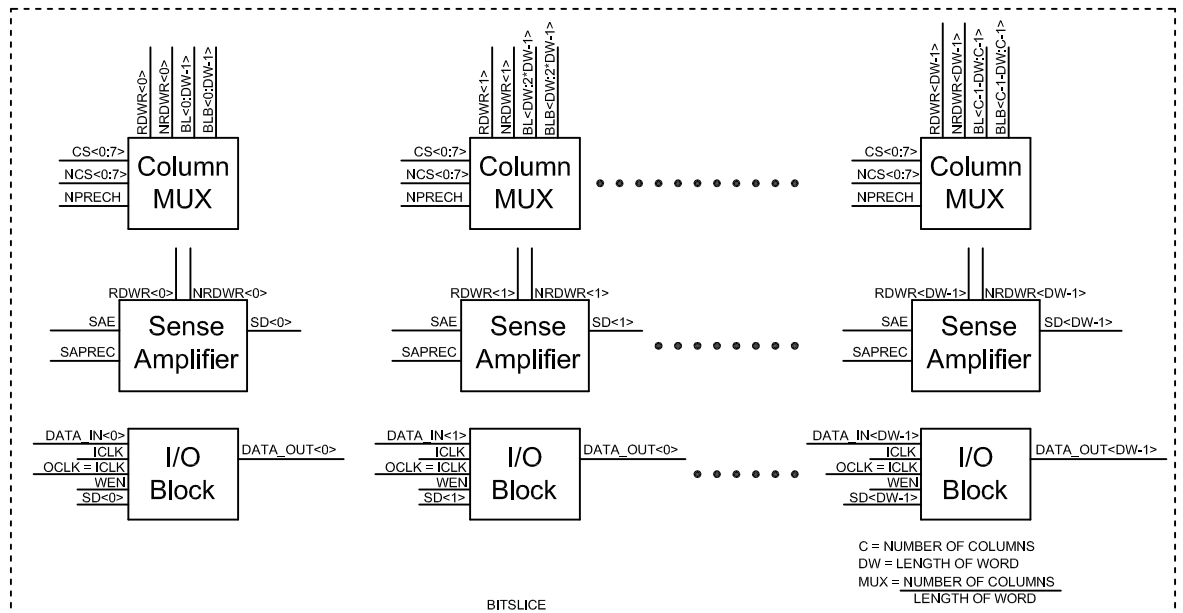 RDWR<0>
NRDWR<0>
BL<0:DW-1>
BLB<0:DW-1>
RDWR<1>
NRDWR<1>
BL<DW:2*DW-1>
BLB<DW:2*DW-1>
RDWR<DW-1>
NRDWR<DW-1>
BL<C-1-DW:C-1>
BLB<C-1-DW:C-1>
CS<0:7>
NCS<0:7>
NPRECH
Column
MUX
CS<0:7>
NCS<0:7>
NPRECH
Column
MUX
CS<0:7>
NCS<0:7>
NPRECH
Column
MUX
RDWR<0>
NRDWR<0>
SAE
SAPREC
Sense
Amplifier
SD<0>
RDWR<1>
NRDWR<1>
SAE
SAPREC
Sense
Amplifier
SD<1>
RDWR<DW-1>
NRDWR<DW-1>
SAE
SAPREC
Sense
Amplifier
SD<DW-1>
DATA_IN<0>
ICLK
OCLK = ICLK
WEN
SD<0>
I/O
Block
DATA_OUT<0>
DATA_IN<1>
ICLK
OCLK = ICLK
WEN
SD<1>
I/O
Block
DATA_OUT<0>
DATA_IN<DW-1>
ICLK
OCLK = ICLK
WEN
SD<DW-1>
I/O
Block
DATA_OUT<DW-1>
C = NUMBER OF COLUMNS
DW = LENGTH OF WORD
MUX = NUMBER OF COLUMNS
LENGTH OF WORD
BITSLICE